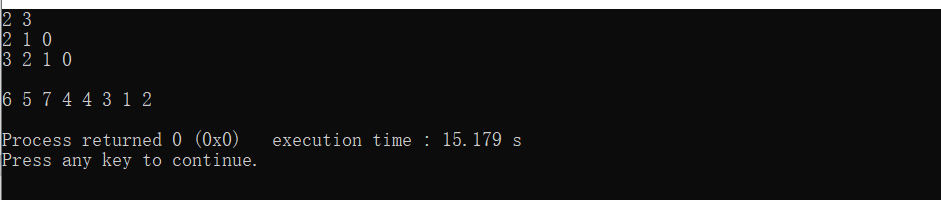 2 3
2 1 0
3 2 1 0
6 5 7 4 4 3 1 2
Process returned 0 (0x0)   execution time : 15.179 s
Press any key to continue.